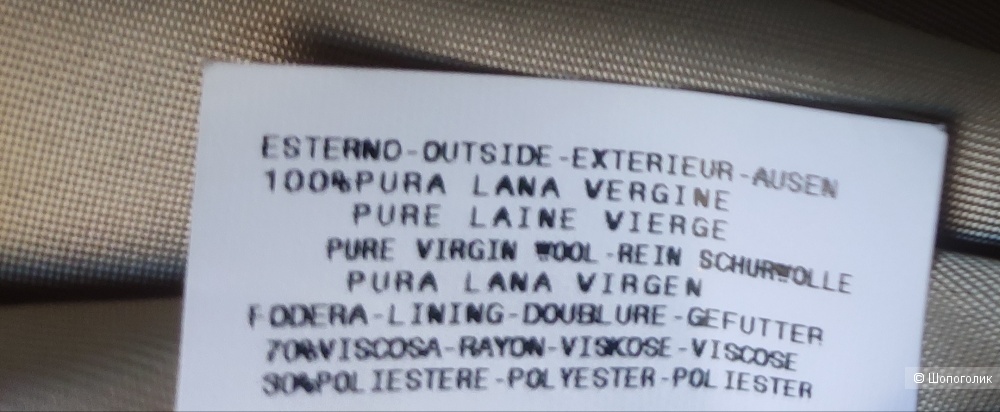 ESTERNO-OUTSIDE-EXTERIEUR-AUSEN
100%PURA LANA VERGINE
PURE LAINE VIERGE
PURE VIRGIN WOOL-REIN SCHURWOLLE
PURA LANA VIRGEN
FODERA-LINING-DOUBLURE-GEFUTTER
70%VISCOSA-RAYON-VISKOSE-VISCOSE
30%POLIESTERE-POLYESTER-POLIESTER
© Шопоголик